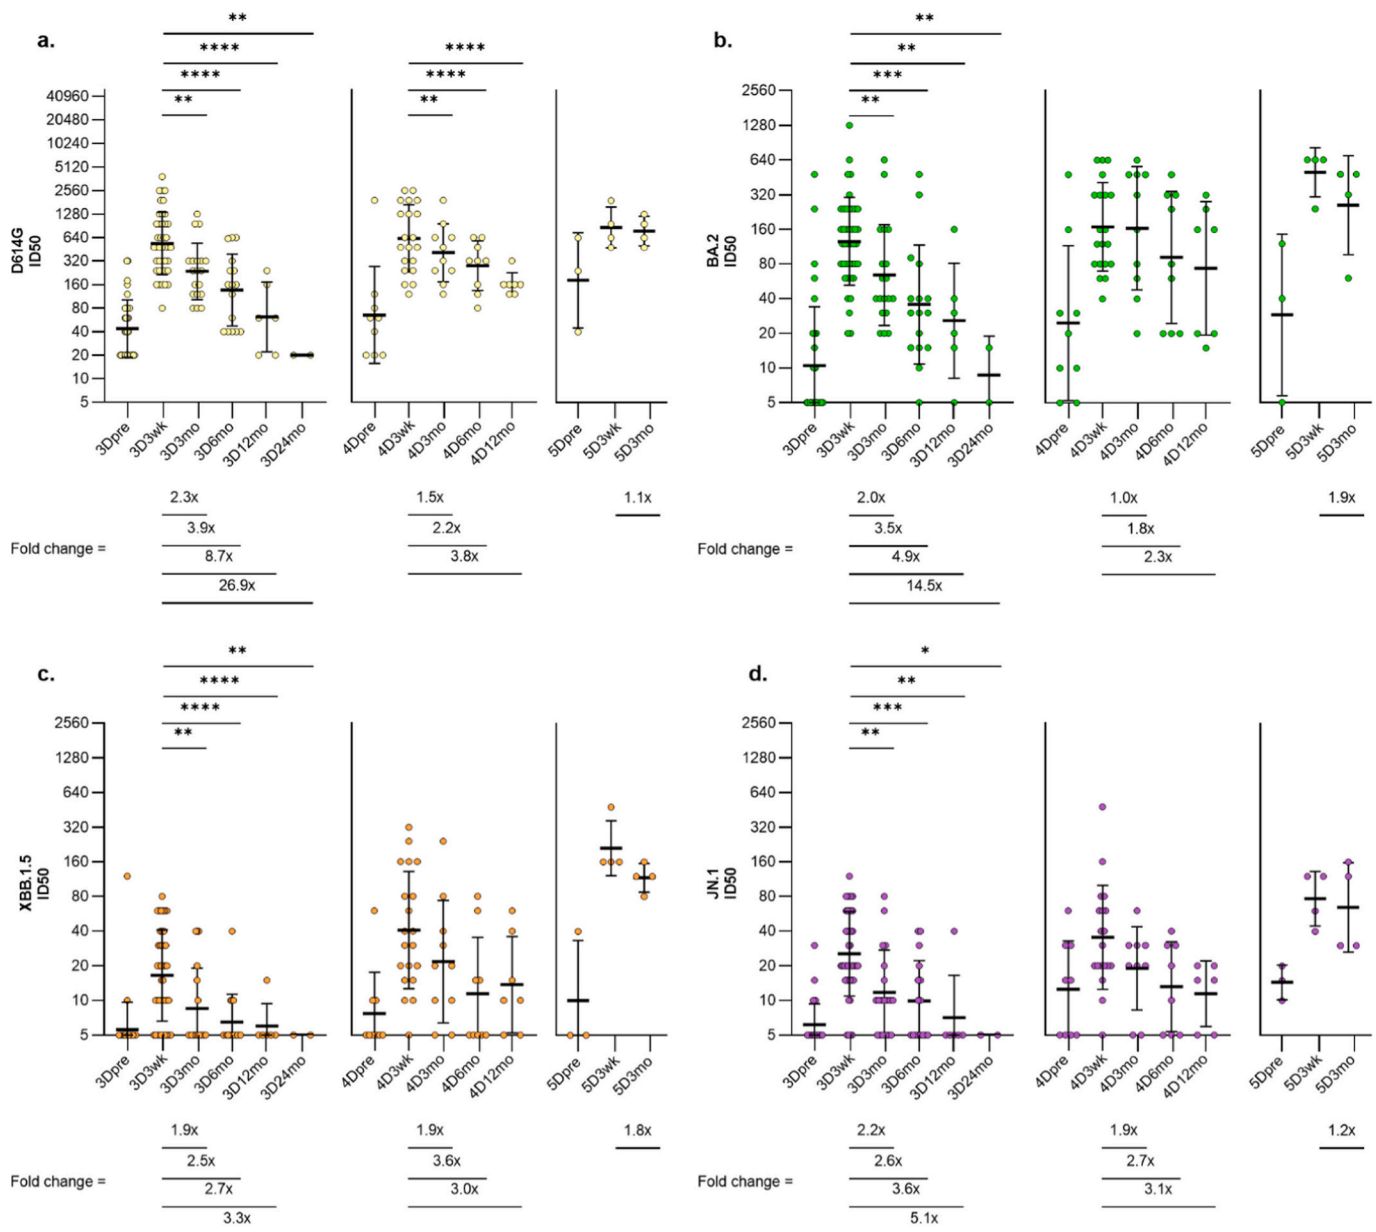 a.
**
****
****
**
****
****
**
D614G
ID50
40960
20480
10240
5120
2560
1280
640
320
160
80
40
20
10
5
3Dpre
3D3wk
3D3mo
3D6mo
3D12mo
3D24mo
4Dpre
4D3wk
4D3mo
4D6mo
4D12mo
5Dpre
5D3wk
5D3mo
Fold change =
2.3x
3.9x
8.7x
26.9x
1.5x
2.2x
3.8x
1.1x
b.
**
**
***
**
BA.2
ID50
2560
1280
640
320
160
80
40
20
10
5
3Dpre
3D3wk
3D3mo
3D6mo
3D12mo
3D24mo
4Dpre
4D3wk
4D3mo
4D6mo
4D12mo
5Dpre
5D3wk
5D3mo
Fold change =
2.0x
3.5x
4.9x
14.5x
1.0x
1.8x
2.3x
1.9x
c.
**
****
****
**
XBB.1.5
ID50
2560
1280
640
320
160
80
40
20
10
5
3Dpre
3D3wk
3D3mo
3D6mo
3D12mo
3D24mo
4Dpre
4D3wk
4D3mo
4D6mo
4D12mo
5Dpre
5D3wk
5D3mo
Fold change =
1.9x
2.5x
2.7x
3.3x
1.9x
3.6x
3.0x
1.8x
d.
*
**
***
**
JN.1
ID50
2560
1280
640
320
160
80
40
20
10
5
3Dpre
3D3wk
3D3mo
3D6mo
3D12mo
3D24mo
4Dpre
4D3wk
4D3mo
4D6mo
4D12mo
5Dpre
5D3wk
5D3mo
Fold change =
2.2x
2.6x
3.6x
5.1x
1.9x
2.7x
3.1x
1.2x